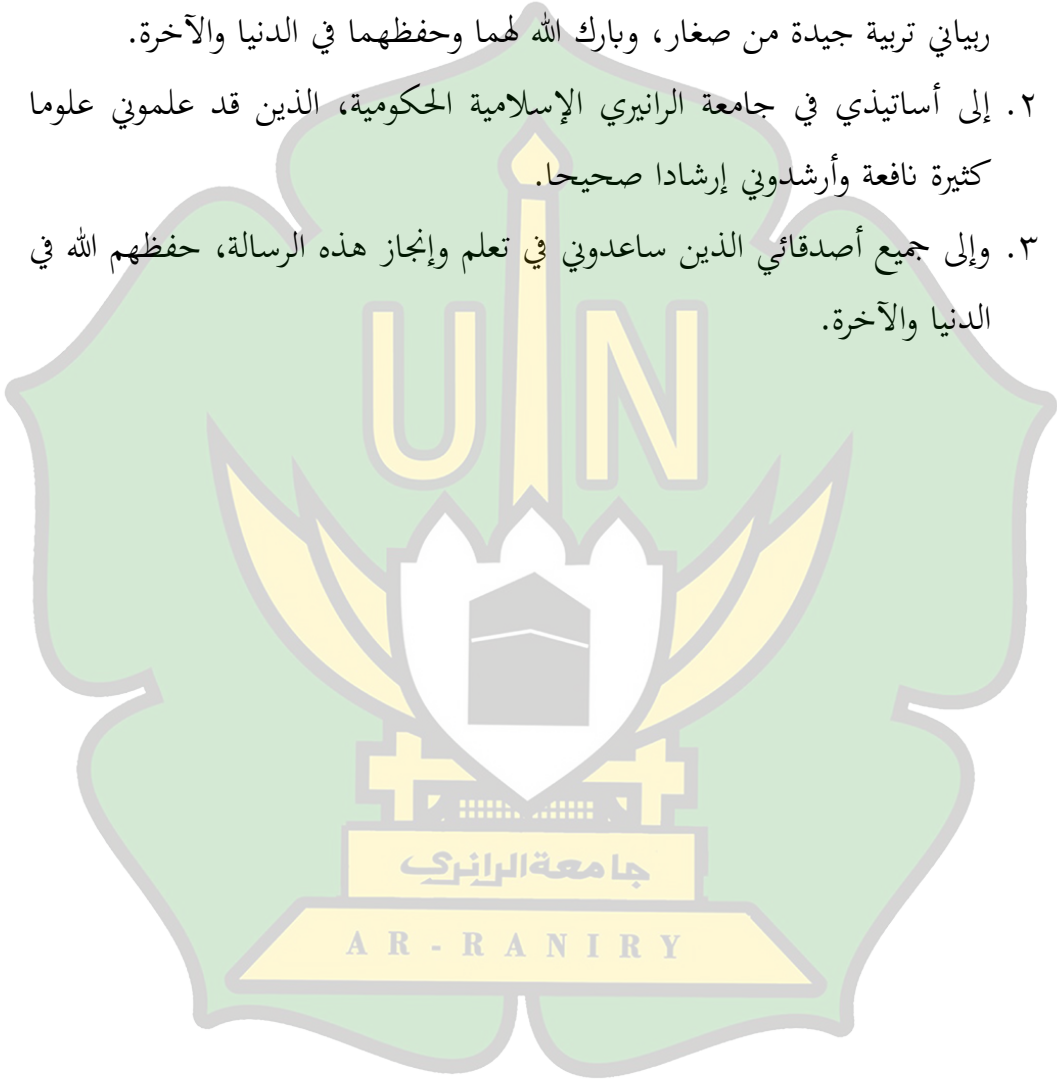 ربياني تربية جيدة من صغار، وبارك الله لهما وحفظهما في الدنيا والآخرة.
٢. إلى أساتيذي في جامعة الرانيري الإسلامية الحكومية، الذين قد علموني علوما
كثيرة نافعة وأرشدوني إرشادا صحيحا.
٣. وإلى جميع أصدقائي الذين ساعدوني في تعلم وإنجاز هذه الرسالة، حفظهم الله في
الدنيا والآخرة.
UIN
جامعة الرانري
AR-RANIRY